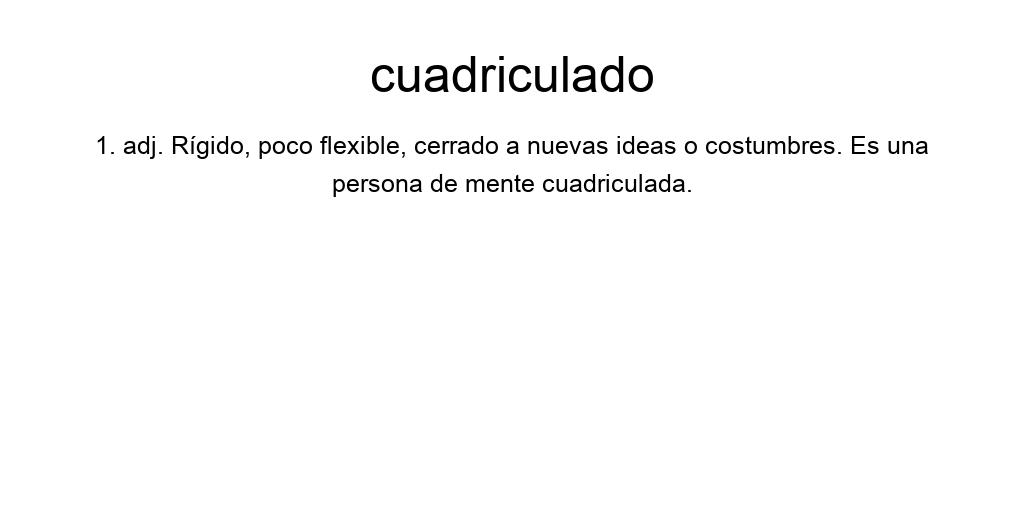 cuadriculado
1. adj. Rígido, poco flexible, cerrado a nuevas ideas o costumbres. Es una
persona de mente cuadriculada.